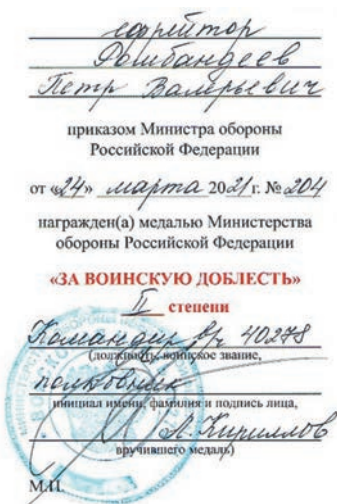 ефрейтор
Петр Валерьевич
приказом Министра обороны
Российской Федерации
от «24» марта 2021 г. № 204
награжден(а) медалью Министерства
обороны Российской Федерации
«ЗА ВОИНСКУЮ ДОБЛЕСТЬ»
II степени
Командир в/ч 40278
(должность, воинское звание,
полковник
инициал имени, фамилия и подпись лица,
А. Кириллов
вручившего медаль)
М.П.